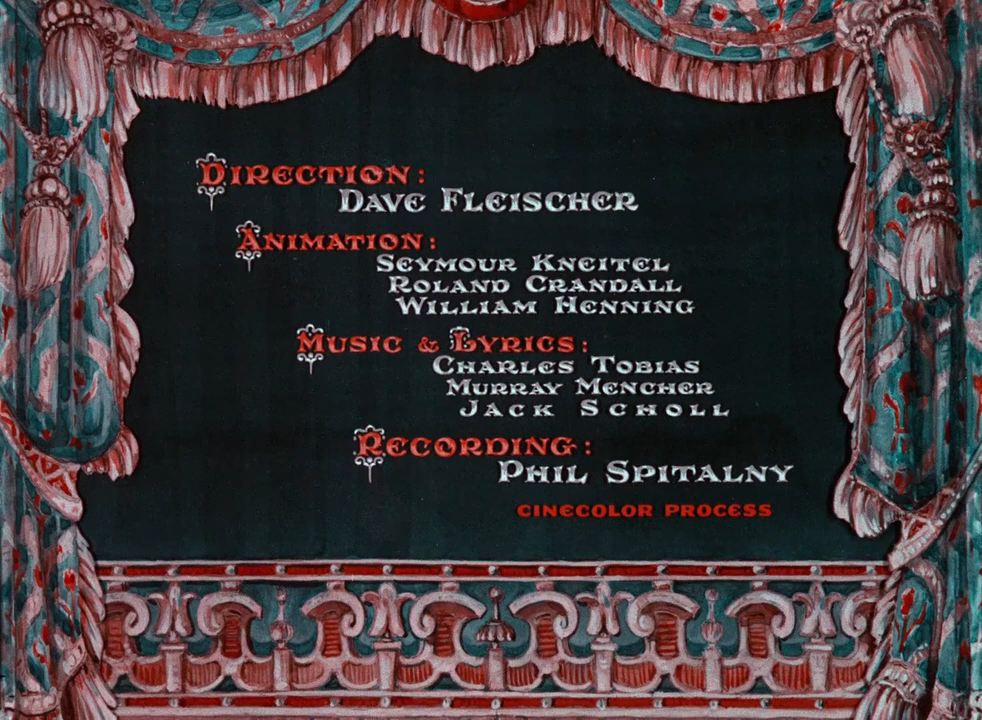 Direction:
Dave Fleischer
Animation:
Seymour Kneitel
Roland Crandall
William Henning
Music & Lyrics:
Charles Tobias
Murray Mencher
Jack Scholl
Recording:
Phil Spitalny
CINECOLOR PROCESS